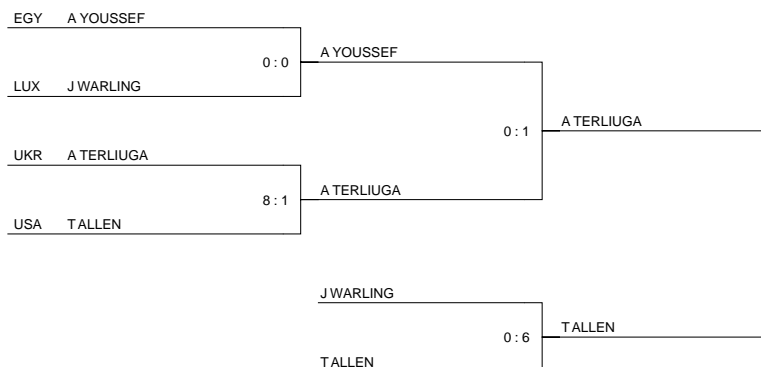 EGY A YOUSSEF
A YOUSSEF
0 : 0
LUX J WARLING
A TERLIUGA
0 : 1
UKR A TERLIUGA
A TERLIUGA
8 : 1
USA T ALLEN
J WARLING
T ALLEN
0 : 6
T ALLEN